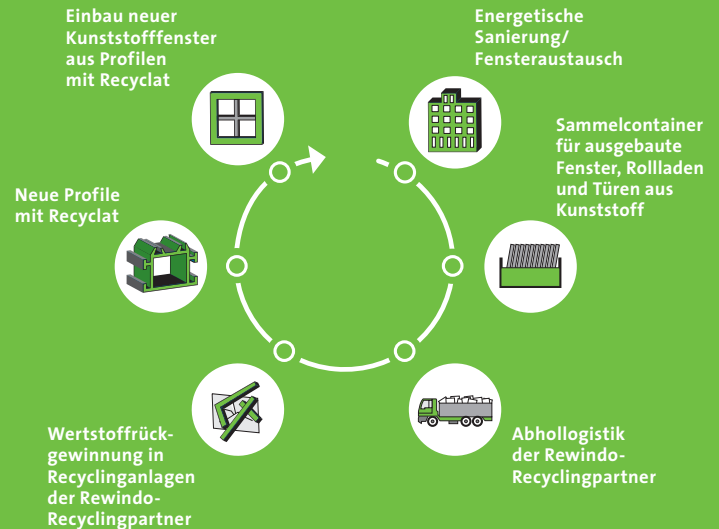 Einbau neuer
Kunststofffenster
aus Profilen
mit Recyclat
Energetische
Sanierung/
Fensteraustausch
Sammelcontainer
für ausgebaute
Fenster, Rollladen
und Türen aus
Kunststoff
Neue Profile
mit Recyclat
Wertstoffrück-
gewinnung in
Recyclinganlagen
der Rewindo-
Recyclingpartner
Abhollogistik
der Rewindo-
Recyclingpartner